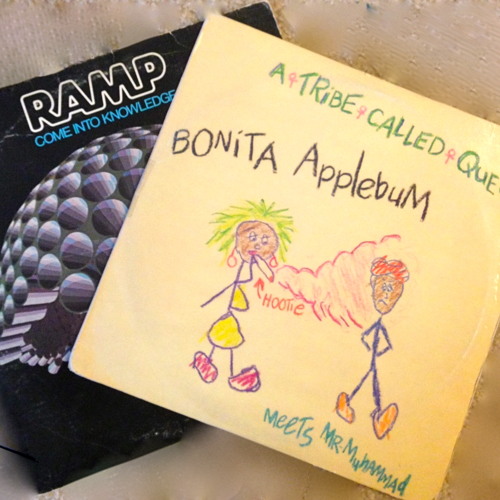 RAMP
COME INTO KNOWLEDGE
A TRIBE CALLED QUE
BONITA Applebum
HOOTIE
MEETS MR. MUHAMMAD